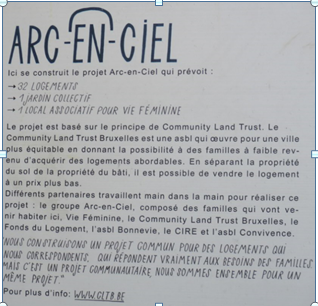 ARC-EN-CIEL
Ici se construit le projet Arc-en-Ciel qui prévoit :
→ 32 LOGEMENTS
→ 1 JARDIN COLLECTIF
→ 1 LOCAL ASSOCIATIF POUR VIE FÉMININE
Le projet est basé sur le principe de Community Land Trust. Le
Community Land Trust Bruxelles est une asbl qui œuvre pour une ville
plus équitable en donnant la possibilité à des familles à faible rev-
enu d'acquérir des logements abordables. En séparant la propriété
du sol de la propriété du bâti, il est possible de vendre le logement
à un prix plus bas.
Différents partenaires travaillent main dans la main pour réaliser ce
projet : le groupe Arc-en-Ciel, composé des familles qui vont ve-
nir habiter ici, Vie Féminine, le Community Land Trust Bruxelles, le
Fonds du Logement, l'asbl Bonnevie, le CIRE et l'asbl Convivence.
"NOUS CONSTRUISONS UN PROJET COMMUN POUR DES LOGEMENTS QUI
NOUS CORRESPONDENT, QUI RÉPONDENT VRAIMENT AUX BESOINS DES FAMILLES
MAIS C'EST UN PROJET COMMUNAUTAIRE, NOUS SOMMES ENSEMBLE POUR UN
MÊME PROJET."
Pour plus d'info: WWW.CLTB.BE